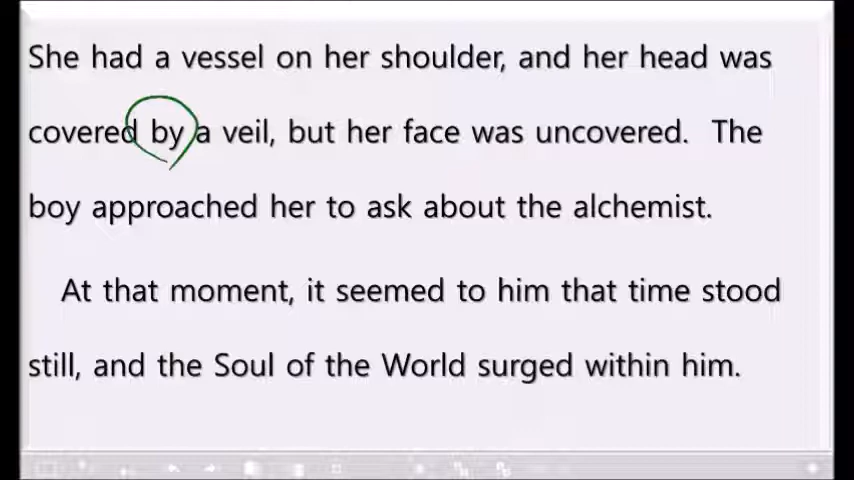 She had a vessel on her shoulder, and her head was
covered by a veil, but her face was uncovered. The
boy approached her to ask about the alchemist.
At that moment, it seemed to him that time stood
still, and the Soul of the World surged within him.